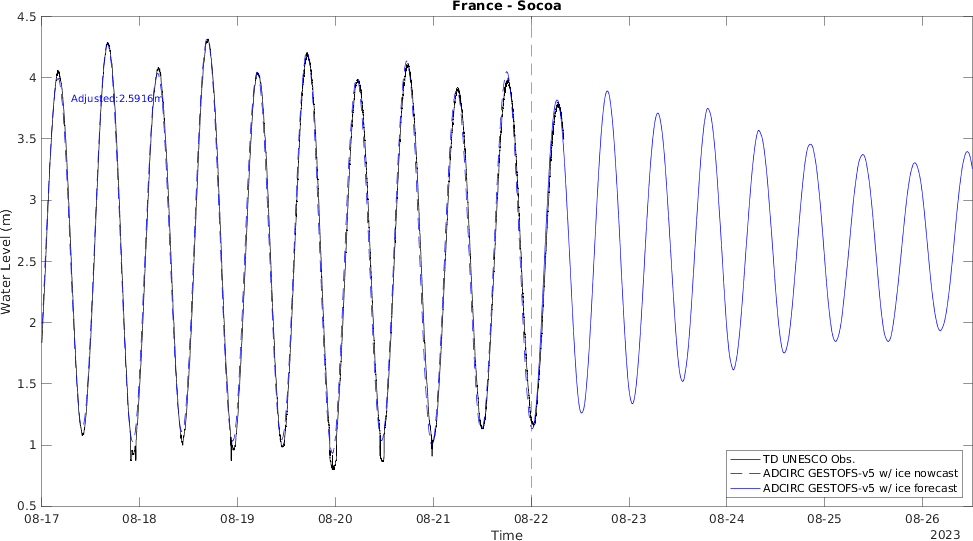 France - Socoa
4.5
4
3.5
3
2.5
2
1.5
1
0.5
Water Level (m)
Adjusted:2.5916m
TD UNESCO Obs.
ADCIRC GESTOFS-v5 w/ ice nowcast
ADCIRC GESTOFS-v5 w/ ice forecast
08-17 08-18 08-19 08-20 08-21 08-22 08-23 08-24 08-25 08-26
Time
2023